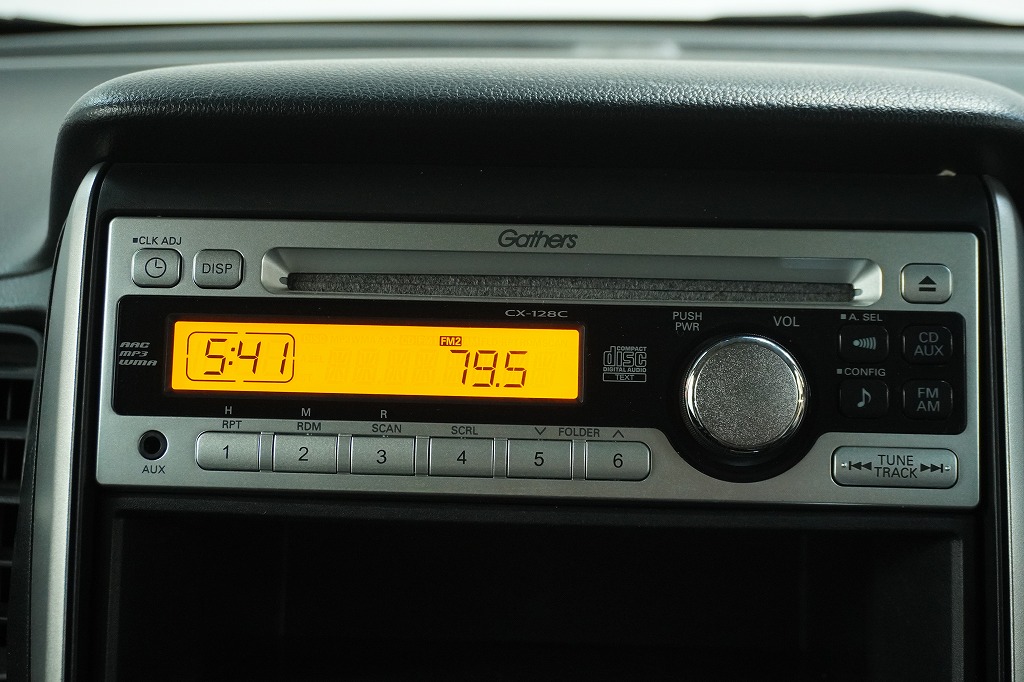 Gathers
■CLK ADJ
DISP
CX-128C
PUSH
PWR
VOL
■A. SEL
CD
AUX
AAC
MP3
WMA
5:41
FM2
79.5
COMPACT
disc
DIGITAL AUDIO
TEXT
■CONFIG
FM
AM
H M R
RPT RDM SCAN SCRL FOLDER
1 2 3 4 5 6
AUX
TUNE
TRACK